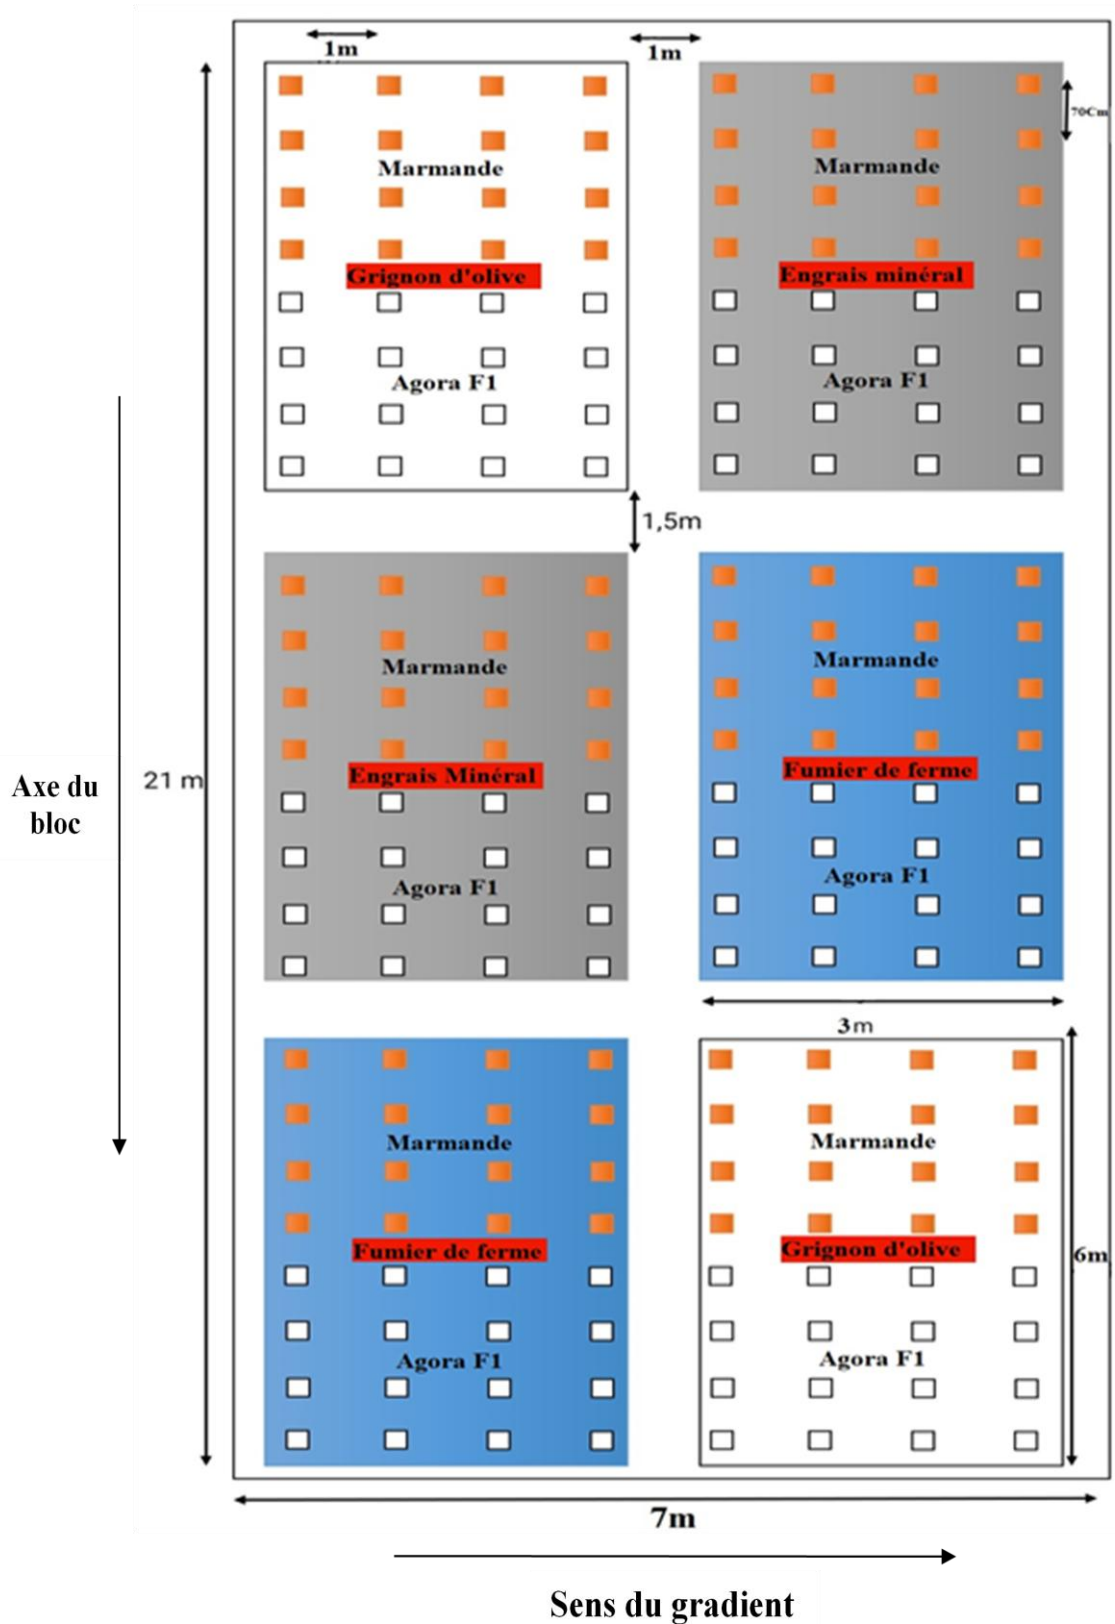 1m
1m
70Cm
Marmande
Marmande
Grignon d'olive
Engrais minéral
Agora F1
Agora F1
1,5m
Marmande
Marmande
Axe du
bloc
21 m
Engrais Minéral
Fumier de ferme
Agora F1
Agora F1
3m
Marmande
Marmande
Fumier de ferme
Grignon d'olive
6m
Agora F1
Agora F1
7m
Sens du gradient